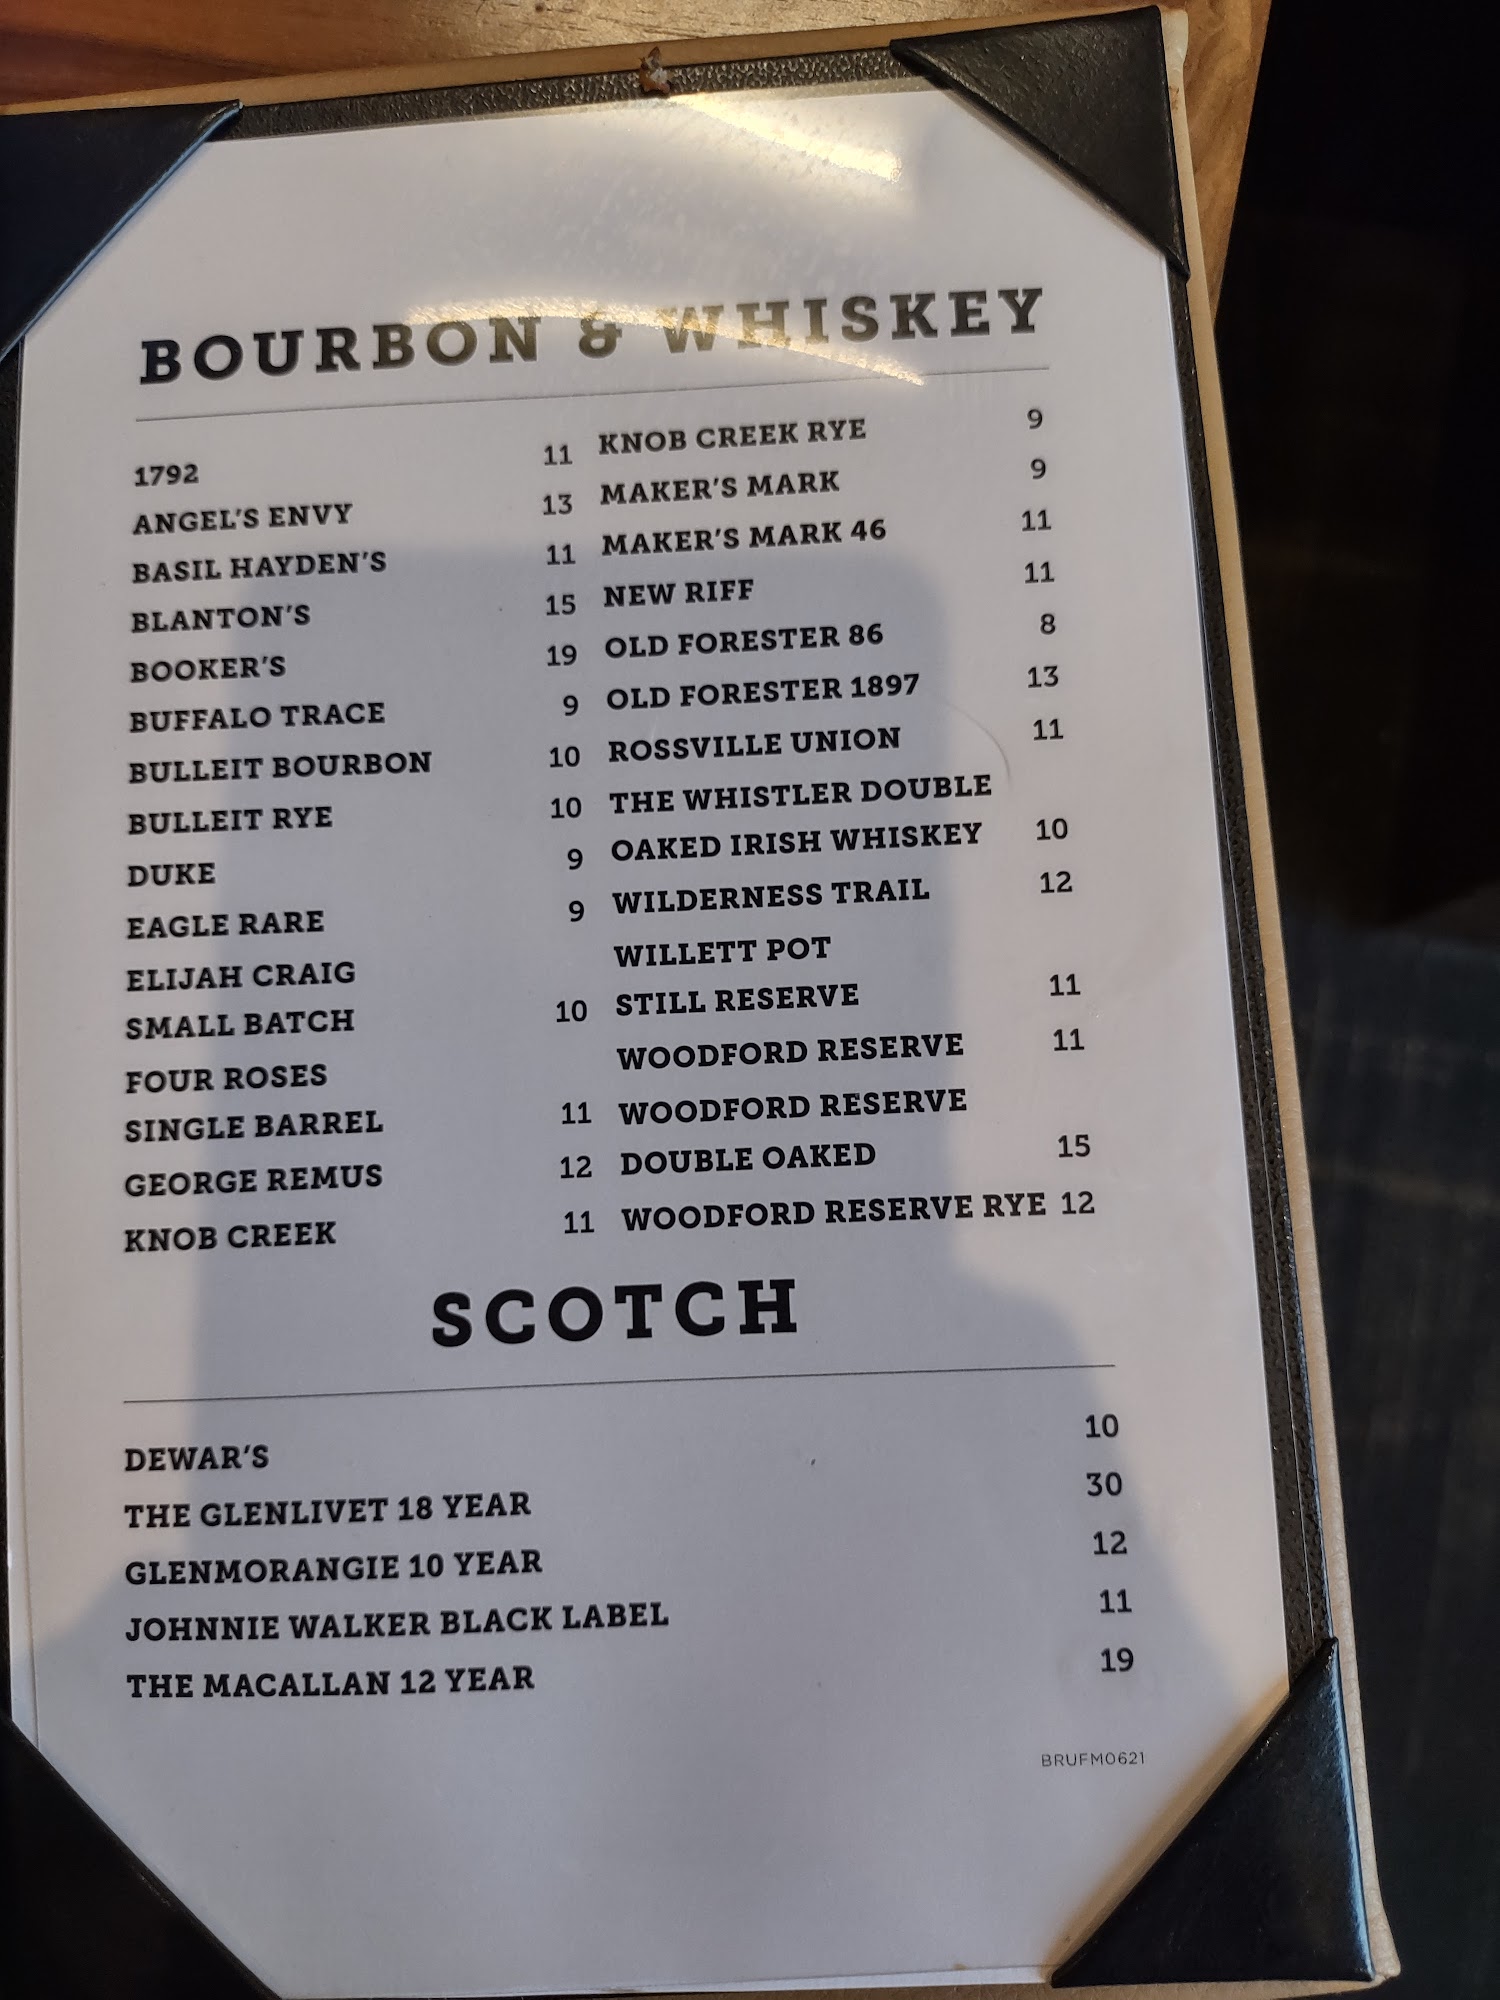 BOURBON & WHISKEY
1792 11
ANGEL'S ENVY 13
BASIL HAYDEN'S 11
BLANTON'S 15
BOOKER'S 19
BUFFALO TRACE 9
BULLEIT BOURBON 10
BULLEIT RYE 10
DUKE 9
EAGLE RARE 9
ELIJAH CRAIG
SMALL BATCH 10
FOUR ROSES
SINGLE BARREL 11
GEORGE REMUS 12
KNOB CREEK 11
KNOB CREEK RYE 9
MAKER'S MARK 9
MAKER'S MARK 46 11
NEW RIFF 11
OLD FORESTER 86 8
OLD FORESTER 1897 13
ROSSVILLE UNION 11
THE WHISTLER DOUBLE
OAKED IRISH WHISKEY 10
WILDERNESS TRAIL 12
WILLETT POT
STILL RESERVE 11
WOODFORD RESERVE 11
WOODFORD RESERVE
DOUBLE OAKED 15
WOODFORD RESERVE RYE 12
SCOTCH
DEWAR'S 10
THE GLENLIVET 18 YEAR 30
GLENMORANGIE 10 YEAR 12
JOHNNIE WALKER BLACK LABEL 11
THE MACALLAN 12 YEAR 19
BRUFM0621